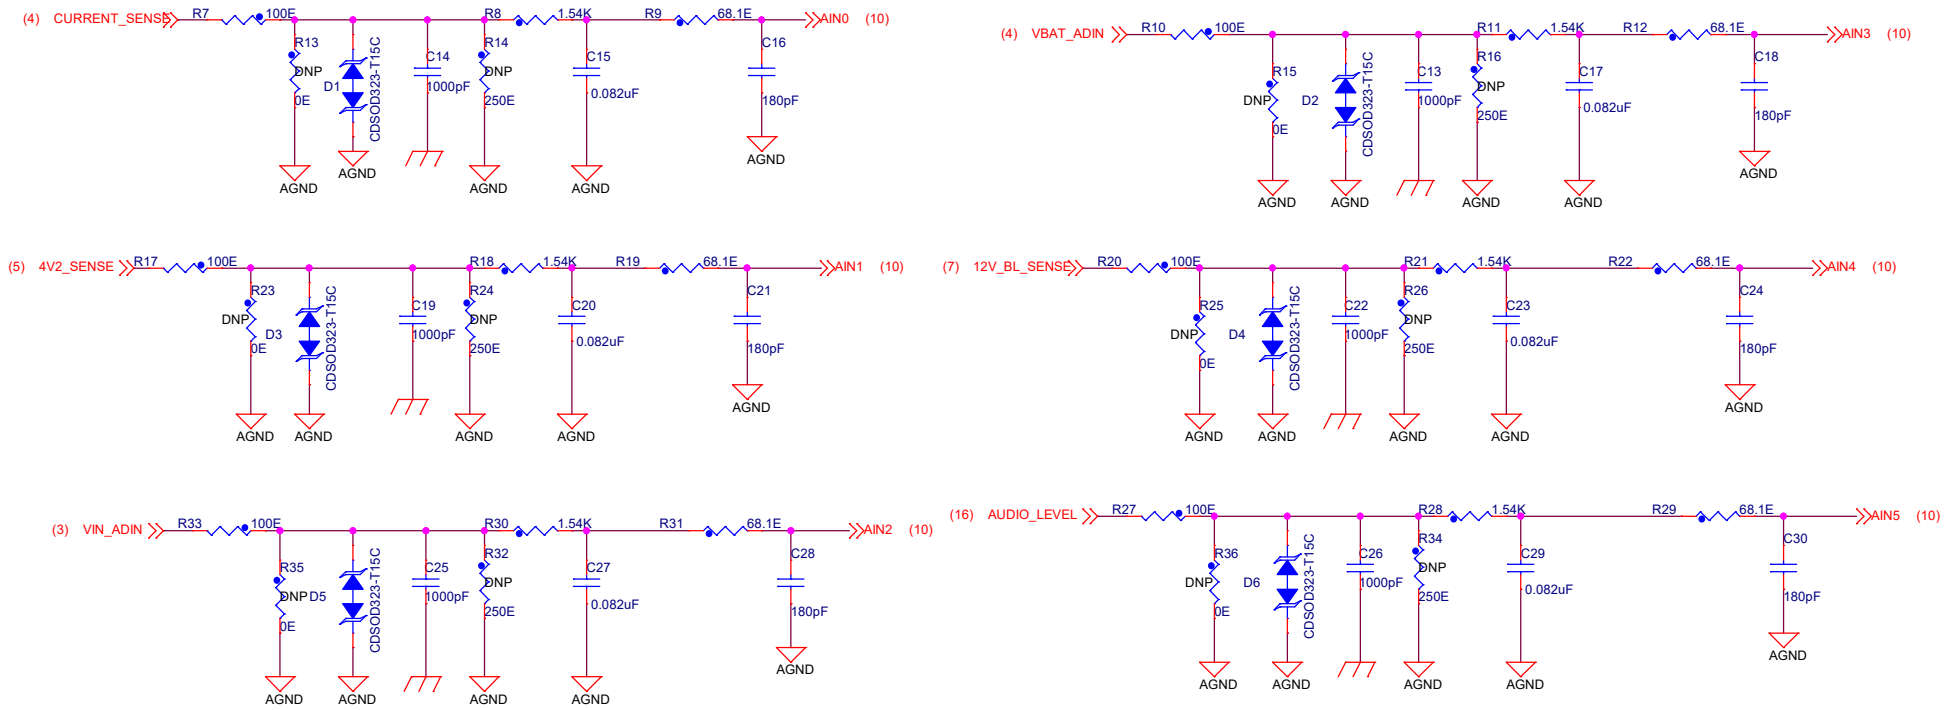 (4) CURRENT_SENSE R7 100E R8 1.54K R9 68.1E AIN0 (10)
R13 DNP 0E
D1 CDSOD323-T15C
C14 1000pF
R14 DNP 250E
C15 0.082uF
C16 180pF
AGND AGND AGND AGND AGND
(4) VBAT_ADIN R10 100E R11 1.54K R12 68.1E AIN3 (10)
R15 DNP 0E
D2 CDSOD323-T15C
C13 1000pF
R16 DNP 250E
C17 0.082uF
C18 180pF
AGND AGND AGND AGND AGND
(5) 4V2_SENSE R17 100E R18 1.54K R19 68.1E AIN1 (10)
R23 DNP 0E
D3 CDSOD323-T15C
C19 1000pF
R24 DNP 250E
C20 0.082uF
C21 180pF
AGND AGND AGND AGND AGND
(7) 12V_BL_SENSE R20 100E R21 1.54K R22 68.1E AIN4 (10)
R25 DNP 0E
D4 CDSOD323-T15C
C22 1000pF
R26 DNP 250E
C23 0.082uF
C24 180pF
AGND AGND AGND AGND AGND
(3) VIN_ADIN R33 100E R30 1.54K R31 68.1E AIN2 (10)
R35 DNP 0E
D5 CDSOD323-T15C
C25 1000pF
R32 DNP 250E
C27 0.082uF
C28 180pF
AGND AGND AGND AGND AGND
(16) AUDIO_LEVEL R27 100E R28 1.54K R29 68.1E AIN5 (10)
R36 DNP 0E
D6 CDSOD323-T15C
C26 1000pF
R34 DNP 250E
C29 0.082uF
C30 180pF
AGND AGND AGND AGND AGND